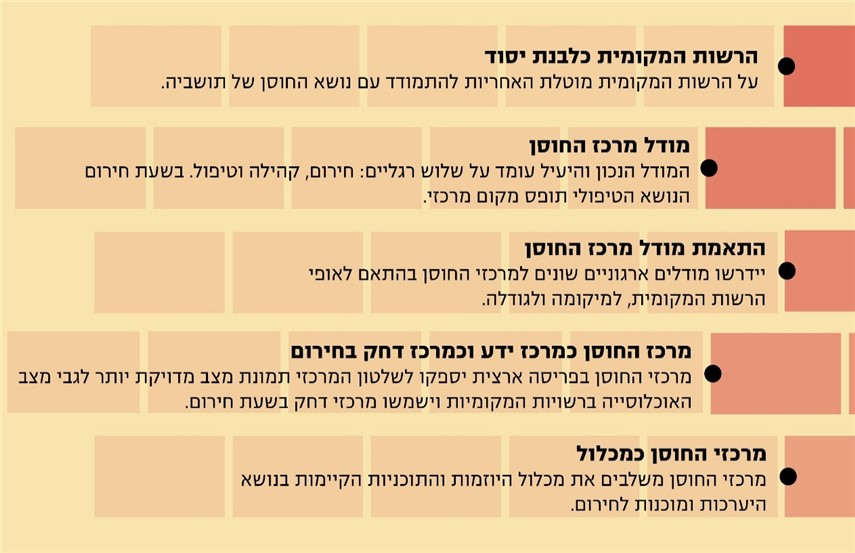 הרשות המקומית כלבנת יסוד
על הרשות המקומית מוטלת האחריות להתמודד עם נושא החוסן של תושביה.
מודל מרכז החוסן
המודל הנכון והיעיל עומד על שלוש רגליים: חירום, קהילה וטיפול. בשעת חירום
הנושא הטיפולי תופס מקום מרכזי.
התאמת מודל מרכז החוסן
יידרשו מודלים ארגוניים שונים למרכזי החוסן בהתאם לאופי
הרשות המקומית, למיקומה ולגודלה.
מרכז החוסן כמרכז ידע וכמרכז דחק בחירום
מרכזי החוסן בפריסה ארצית יספקו לשלטון המרכזי תמונת מצב מדויקת יותר לגבי מצב
האוכלוסייה ברשויות המקומיות וישמשו מרכזי דחק בשעת חירום.
מרכזי החוסן כמכלול
מרכזי החוסן משלבים את מכלול היוזמות והתוכניות הקיימות בנושא
היערכות ומוכנות לחירום.